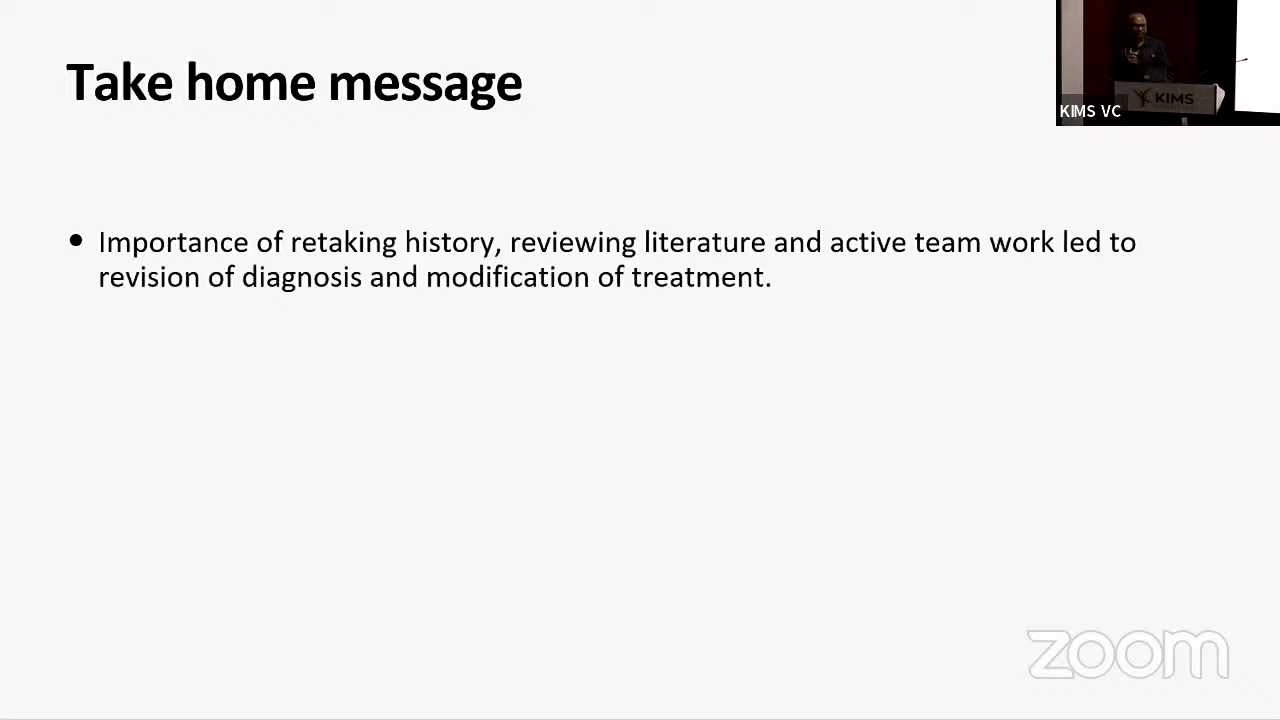 Take home message
KIMS
KIMS VC
• Importance of retaking history, reviewing literature and active team work led to
revision of diagnosis and modification of treatment.
zoom